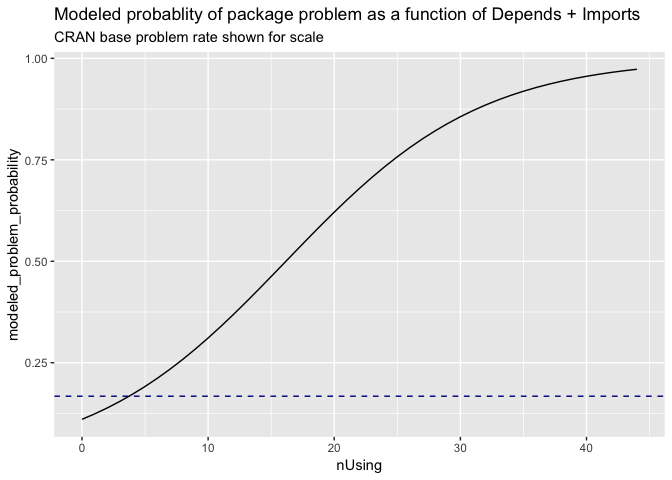 Modeled probablity of package problem as a function of Depends + Imports
CRAN base problem rate shown for scale
modeled_problem_probability
1.00
0.75
0.50
0.25
0
10
20
30
40
nUsing